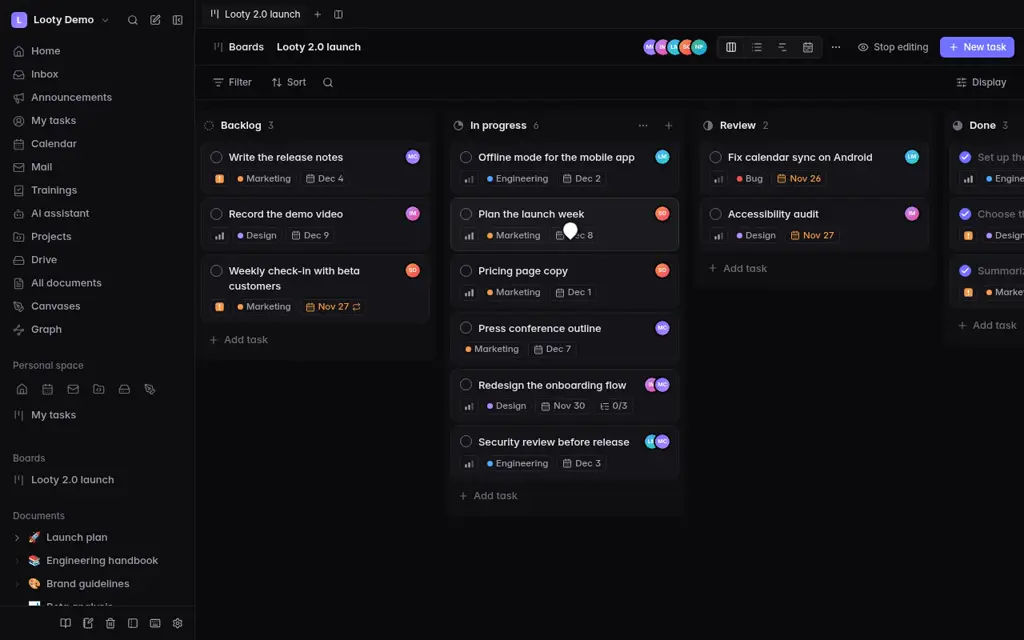 L Looty Demo
Home
Inbox
Announcements
My tasks
Calendar
Mail
Trainings
AI assistant
Projects
Drive
All documents
Canvases
Graph
Personal space
My tasks
Boards
Looty 2.0 launch
Documents
Launch plan
Engineering handbook
Brand guidelines
Looty 2.0 launch
Boards Looty 2.0 launch
Stop editing
New task
Filter Sort
Display
Backlog 3
Write the release notes MC
Marketing Dec 4
Record the demo video IM
Design Dec 9
Weekly check-in with beta SO
customers
Marketing Nov 27
Add task
In progress 6
Offline mode for the mobile app LM
Engineering Dec 2
Plan the launch week SO
Marketing
Pricing page copy SO
Marketing Dec 1
Press conference outline MC
Marketing Dec 7
Redesign the onboarding flow MC
Design Nov 30 0/3
Security review before release MC
Engineering Dec 3
Add task
Review 2
Fix calendar sync on Android LM
Bug Nov 26
Accessibility audit IM
Design Nov 27
Add task
Done 3
Set up
Add task